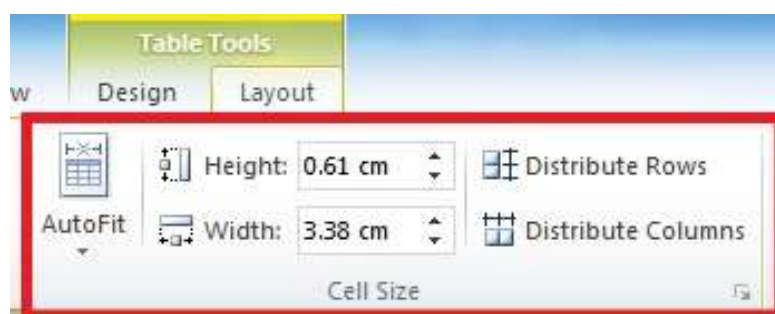 Table Tools
w Design Layout
Height: 0.61 cm Distribute Rows
AutoFit Width: 3.38 cm Distribute Columns
Cell Size